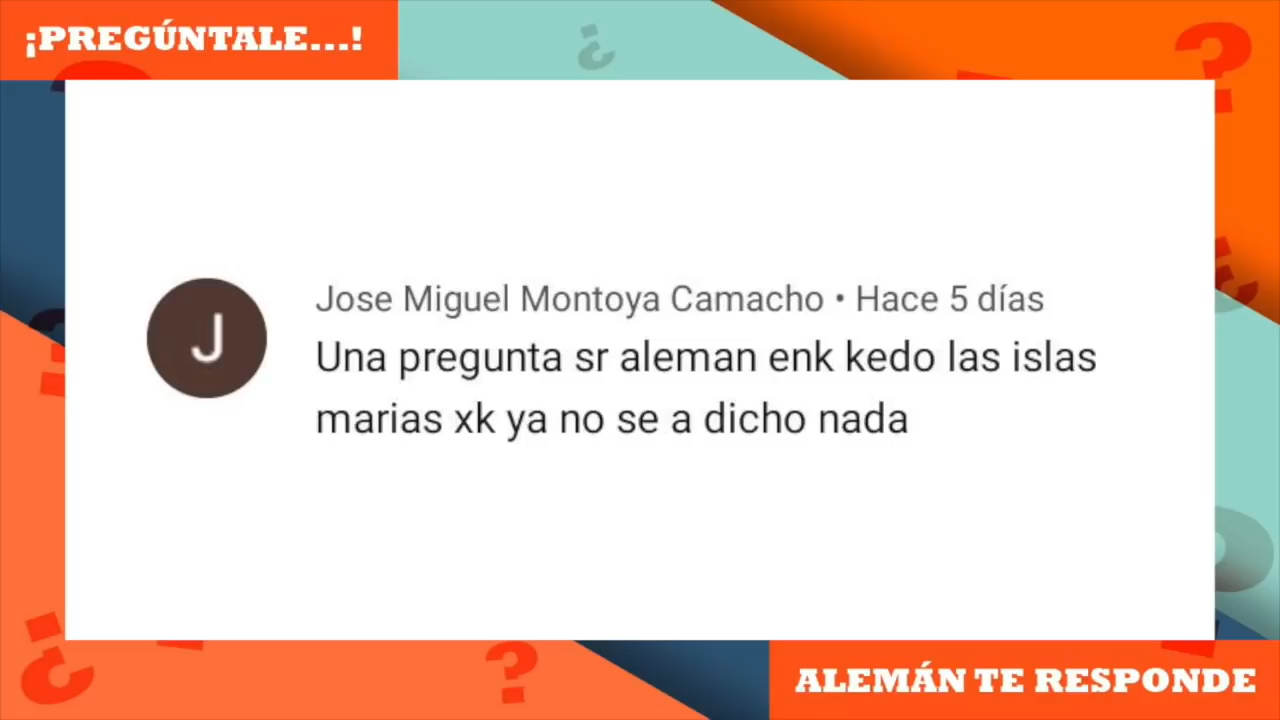 ¡PREGÚNTALE...!
J
Jose Miguel Montoya Camacho • Hace 5 días
Una pregunta sr aleman enk kedo las islas
marias xk ya no se a dicho nada
ALEMÁN TE RESPONDE